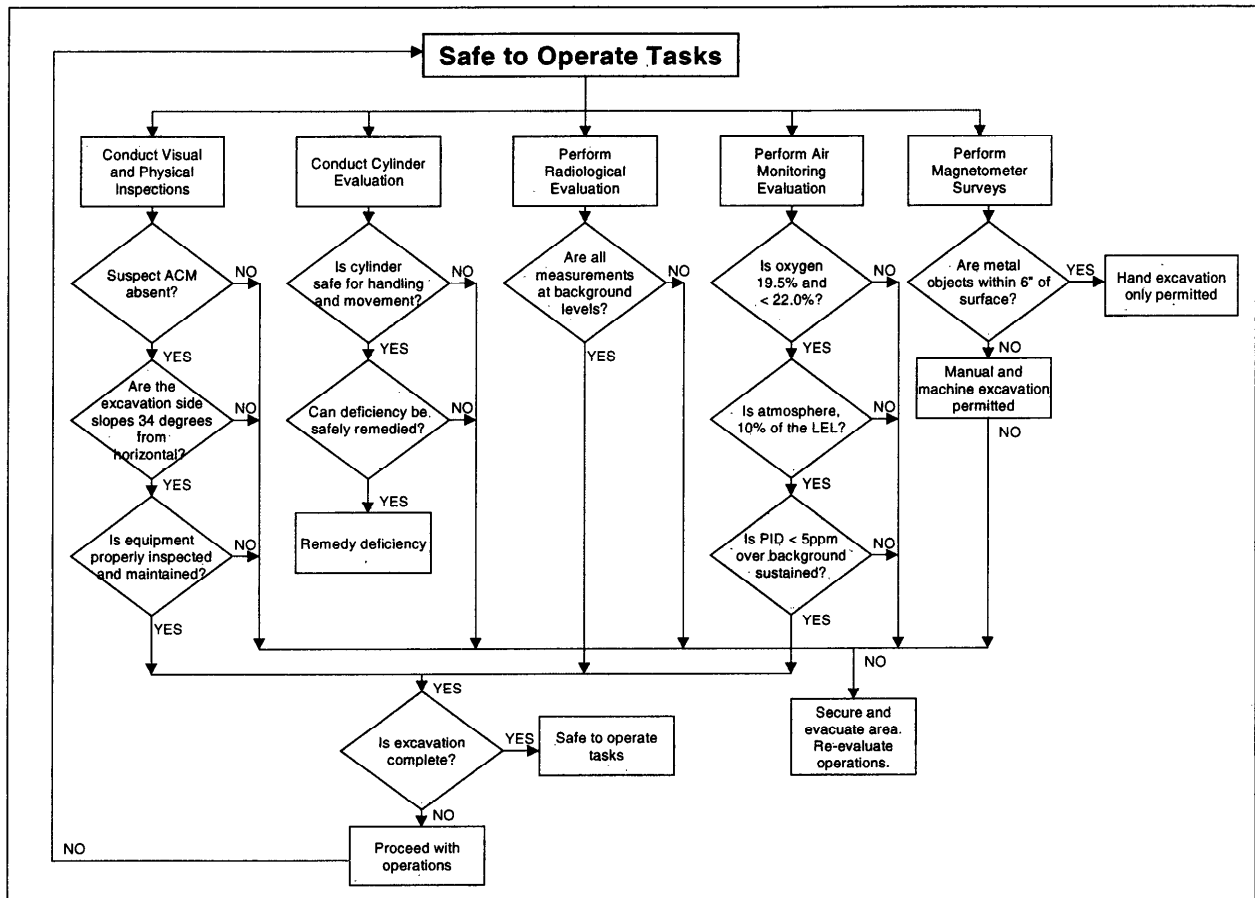 Safe to Operate Tasks
Conduct Visual
and Physical
Inspections
Conduct Cylinder
Evaluation
Perform
Radiological
Evaluation
Perform Air
Monitoring
Evaluation
Perform
Magnetometer
Surveys
Suspect ACM
absent?
NO
Is cylinder
safe for handling
and movement?
NO
Are all
measurements
at background
levels?
NO
Is oxygen
19.5% and
< 22.0%?
NO
Are metal
objects within 6" of
surface?
YES
Hand excavation
only permitted
YES
YES
YES
YES
NO
Are the
excavation side
slopes 34 degrees
from
horizontal?
NO
Can deficiency be
safely remedied?
NO
Is atmosphere,
10% of the LEL?
NO
Manual and
machine excavation
permitted
NO
YES
YES
YES
Is equipment
properly inspected
and maintained?
NO
Remedy deficiency
Is PID < 5ppm
over background
sustained?
NO
YES
YES
NO
YES
Is excavation
complete?
YES
Safe to operate
tasks
Secure and
evacuate area.
Re-evaluate
operations.
NO
Proceed with
operations
NO